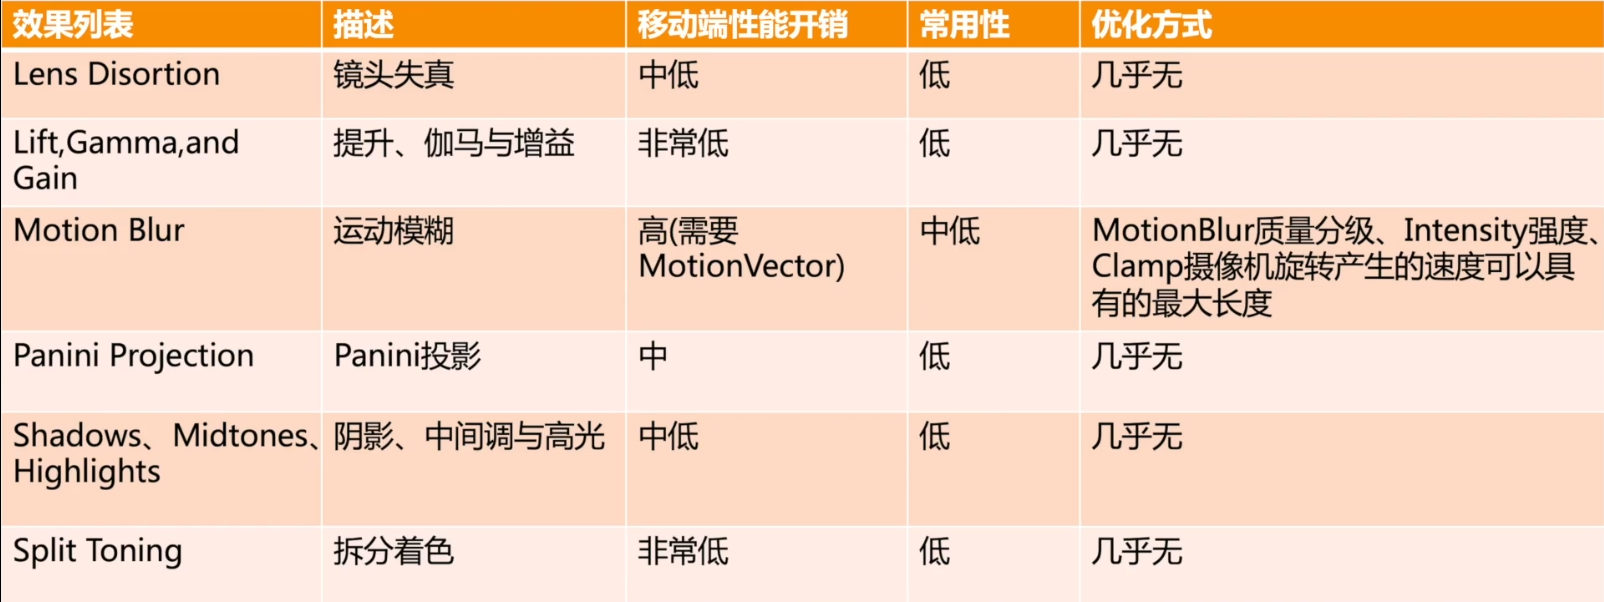 效果列表 描述 移动端性能开销 常用性 优化方式
Lens Disortion 镜头失真 中低 低 几乎无
Lift,Gamma,and 提升、伽马与增益 非常低 低 几乎无
Gain
Motion Blur 运动模糊 高(需要 中低 MotionBlur质量分级、Intensity强度、
MotionVector) Clamp摄像机旋转产生的速度可以具
有的最大长度
Panini Projection Panini投影 中 低 几乎无
Shadows、Midtones、 阴影、中间调与高光 中低 低 几乎无
Highlights
Split Toning 拆分着色 非常低 低 几乎无